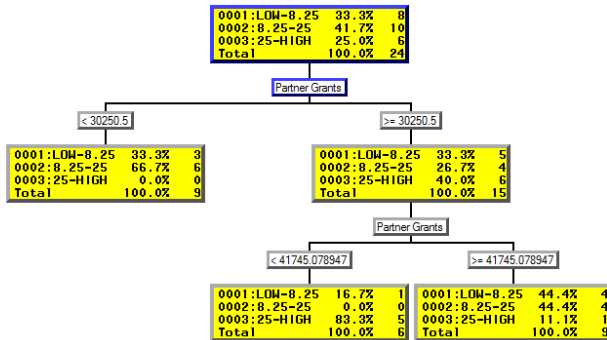 0001:LOW-8.25 33.3% 8
0002:8.25-25 41.7% 10
0003:25-HIGH 25.0% 6
Total 100.0% 24
Partner Grants
< 30250.5
>= 30250.5
0001:LOW-8.25 33.3% 3
0002:8.25-25 66.7% 6
0003:25-HIGH 0.0% 0
Total 100.0% 9
0001:LOW-8.25 33.3% 5
0002:8.25-25 26.7% 4
0003:25-HIGH 40.0% 6
Total 100.0% 15
Partner Grants
< 41745.078947
>= 41745.078947
0001:LOW-8.25 16.7% 1
0002:8.25-25 0.0% 0
0003:25-HIGH 83.3% 5
Total 100.0% 6
0001:LOW-8.25 44.4% 4
0002:8.25-25 44.4% 4
0003:25-HIGH 11.1% 1
Total 100.0% 9